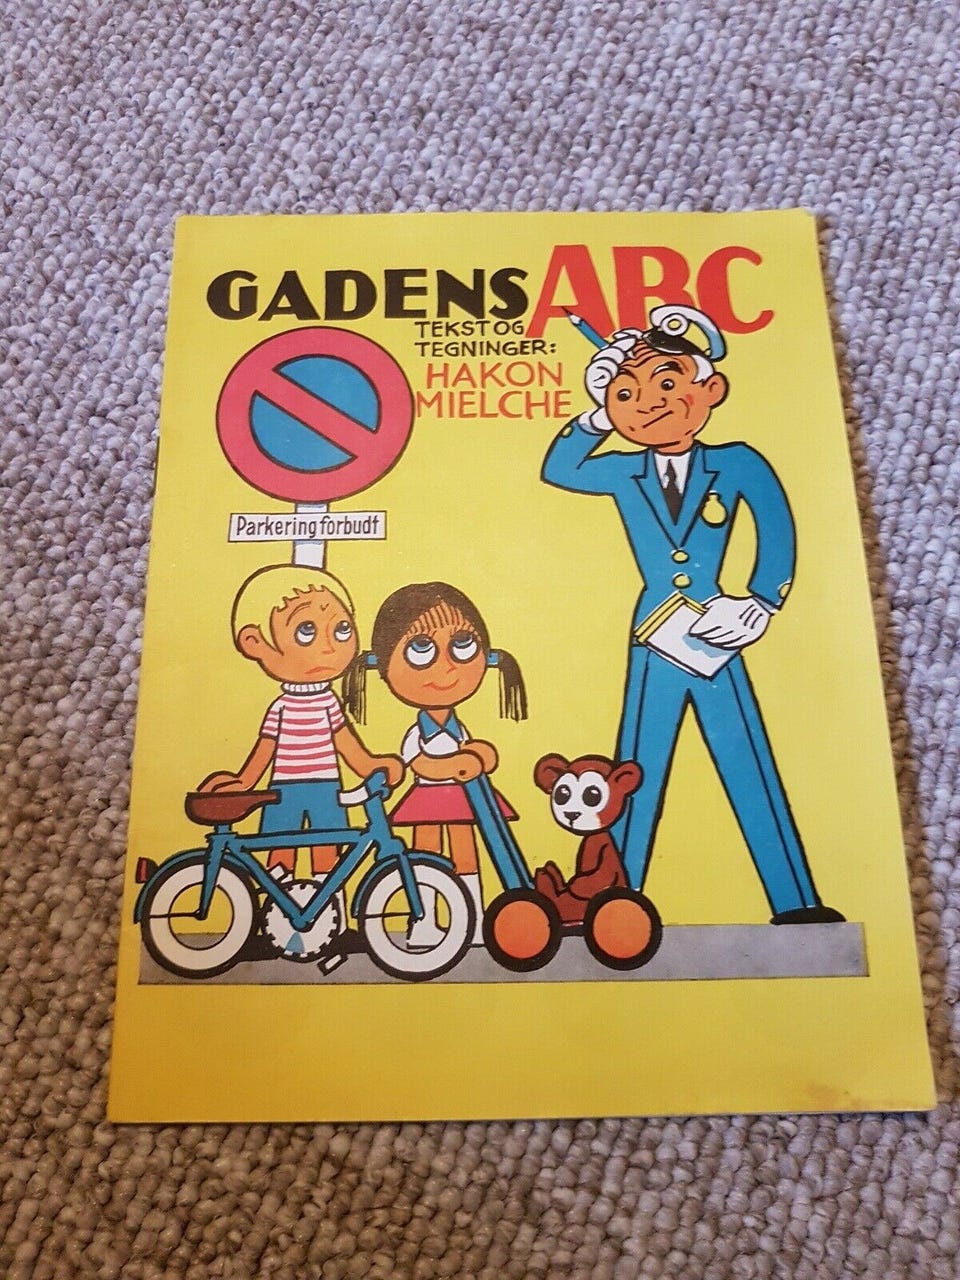 GADENS ABC
TEKST OG
TEGNINGER:
HAKON
MIELCHE
Parkering forbudt